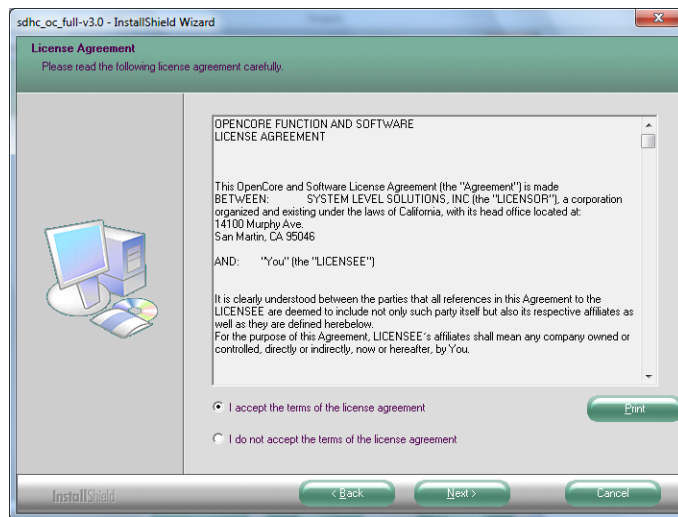 sdhc_oc_full-v3.0 - InstallShield Wizard
License Agreement
Please read the following license agreement carefully.
OPENCORE FUNCTION AND SOFTWARE
LICENSE AGREEMENT
This OpenCore and Software License Agreement (the "Agreement") is made
BETWEEN: SYSTEM LEVEL SOLUTIONS, INC (the "LICENSOR"), a corporation
organized and existing under the laws of California, with its head office located at:
14100 Murphy Ave.
San Martin, CA 95046
AND: "You" (the "LICENSEE")
It is clearly understood between the parties that all references in this Agreement to the
LICENSEE are deemed to include not only such party itself but also its respective affiliates as
well as they are defined herebelow.
For the purpose of this Agreement, LICENSEE´s affiliates shall mean any company owned or
controlled, directly or indirectly, now or hereafter, by You.
I accept the terms of the license agreement
Print
I do not accept the terms of the license agreement
InstallShield
< Back
Next >
Cancel